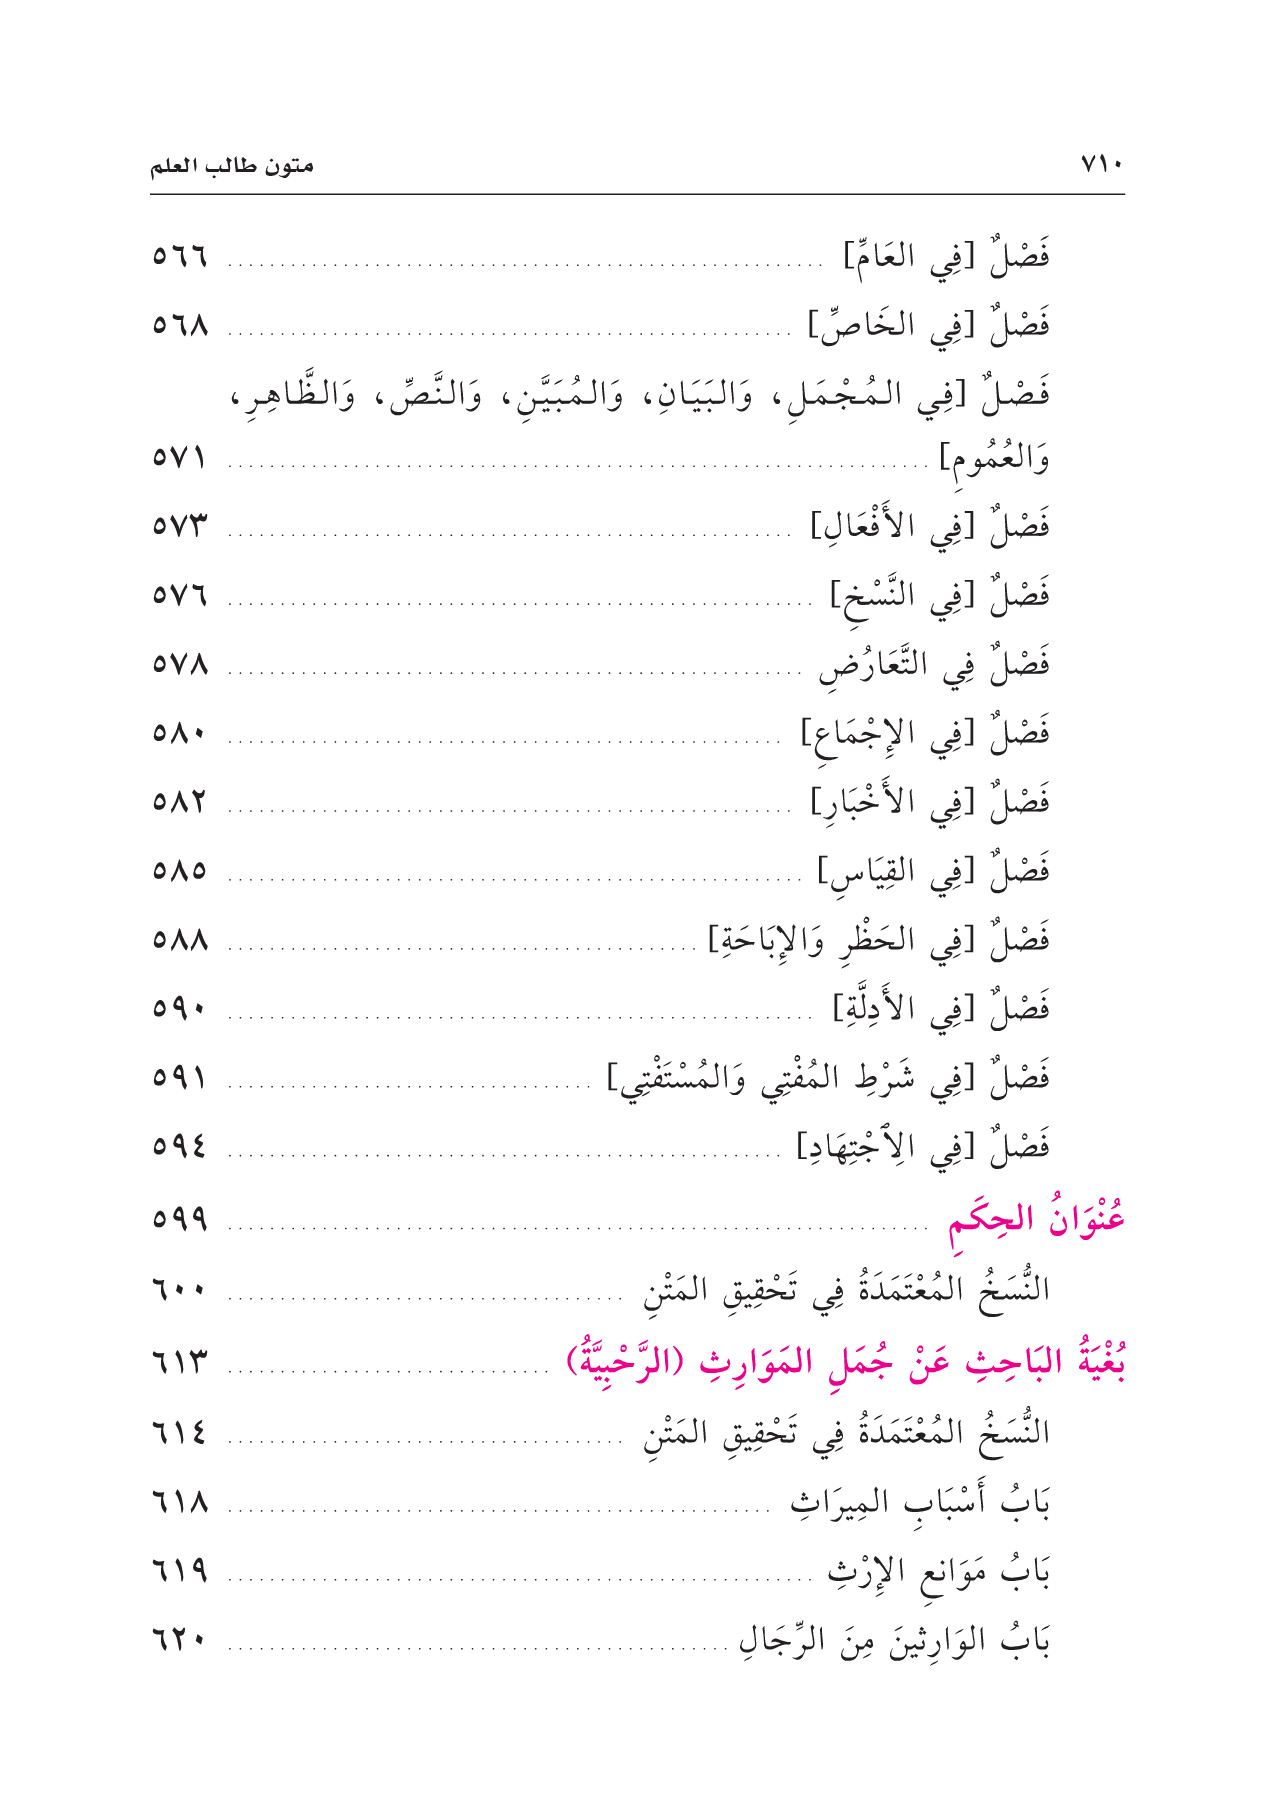 ٧١٠ متون طالب العلم
فَصْلٌ [فِي العَامِّ] ٥٦٦
فَصْلٌ [فِي الخَاصِّ] ٥٦٨
فَصْلٌ [فِي المُجْمَلِ، وَالبَيَانِ، وَالمُبَيَّنِ، وَالنَّصِّ، وَالظَّاهِرِ،
وَالعُمُومِ] ٥٧١
فَصْلٌ [فِي الأَفْعَالِ] ٥٧٣
فَصْلٌ [فِي النَّسْخِ] ٥٧٦
فَصْلٌ فِي التَّعَارُضِ ٥٧٨
فَصْلٌ [فِي الإِجْمَاعِ] ٥٨٠
فَصْلٌ [فِي الأَخْبَارِ] ٥٨٢
فَصْلٌ [فِي القِيَاسِ] ٥٨٥
فَصْلٌ [فِي الحَظْرِ وَالإِبَاحَةِ] ٥٨٨
فَصْلٌ [فِي الأَدِلَّةِ] ٥٩٠
فَصْلٌ [فِي شَرْطِ المُفْتِي وَالمُسْتَفْتِي] ٥٩١
فَصْلٌ [فِي الِٱجْتِهَادِ] ٥٩٤
عُنْوَانُ الحِكَمِ ٥٩٩
النُّسَخُ المُعْتَمَدَةُ فِي تَحْقِيقِ المَتْنِ ٦٠٠
بُغْيَةُ البَاحِثِ عَنْ جُمَلِ المَوَارِثِ (الرَّحْبِيَّةُ) ٦١٣
النُّسَخُ المُعْتَمَدَةُ فِي تَحْقِيقِ المَتْنِ ٦١٤
بَابُ أَسْبَابِ المِيرَاثِ ٦١٨
بَابُ مَوَانعِ الإِرْثِ ٦١٩
بَابُ الوَارِثينَ مِنَ الرِّجَالِ ٦٢٠